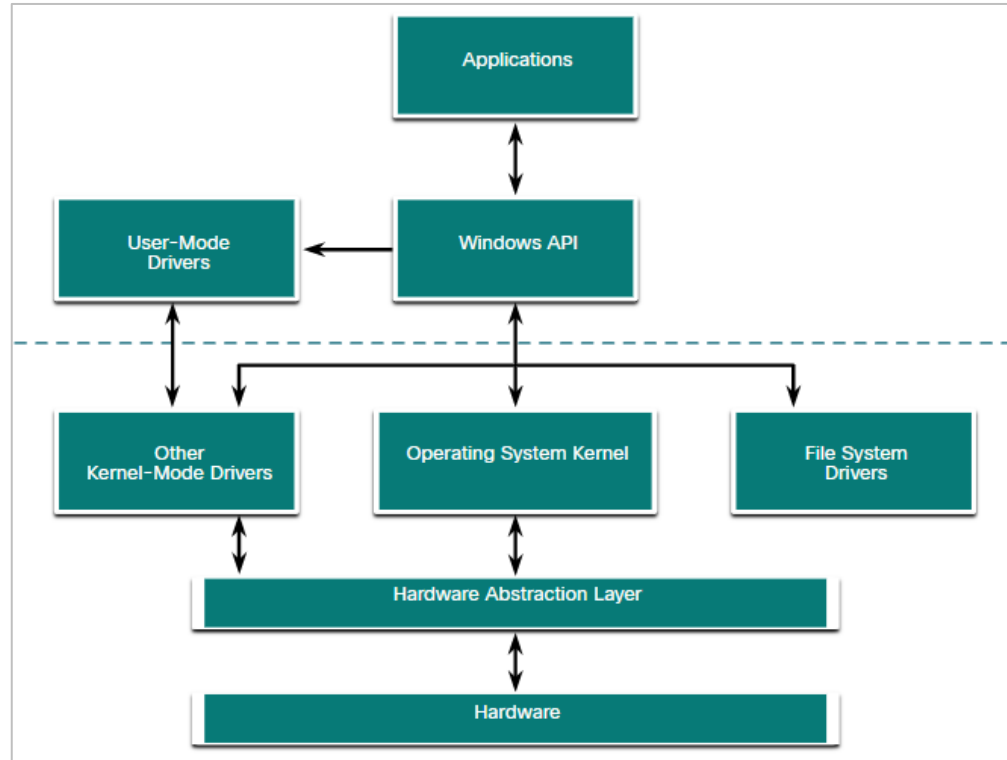 Applications
User-Mode
Drivers
Windows API
Other
Kernel-Mode Drivers
Operating System Kernel
File System
Drivers
Hardware Abstraction Layer
Hardware